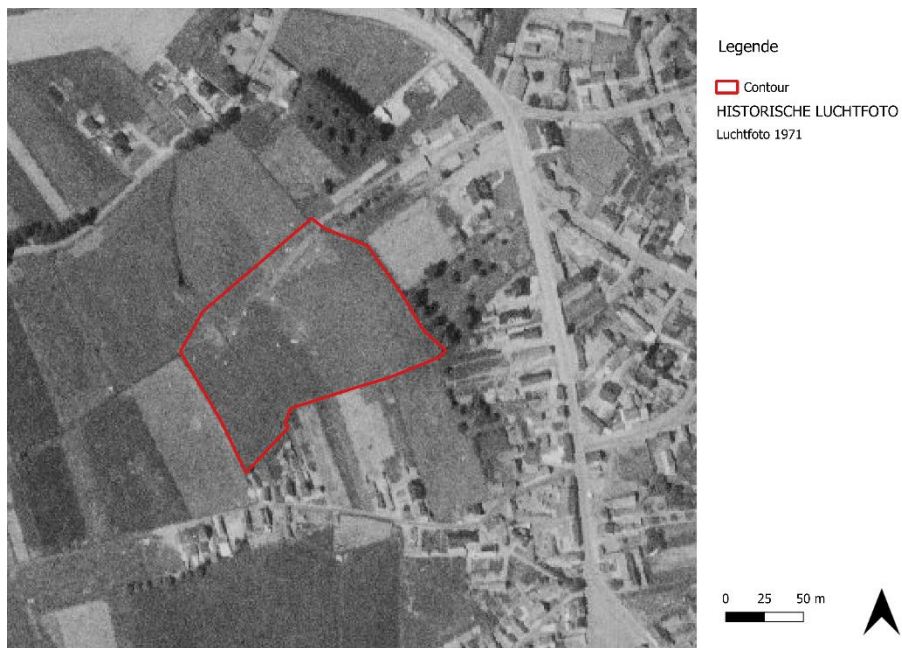 Legende
Contour
HISTORISCHE LUCHTFOTO
Luchtfoto 1971
0 25 50 m